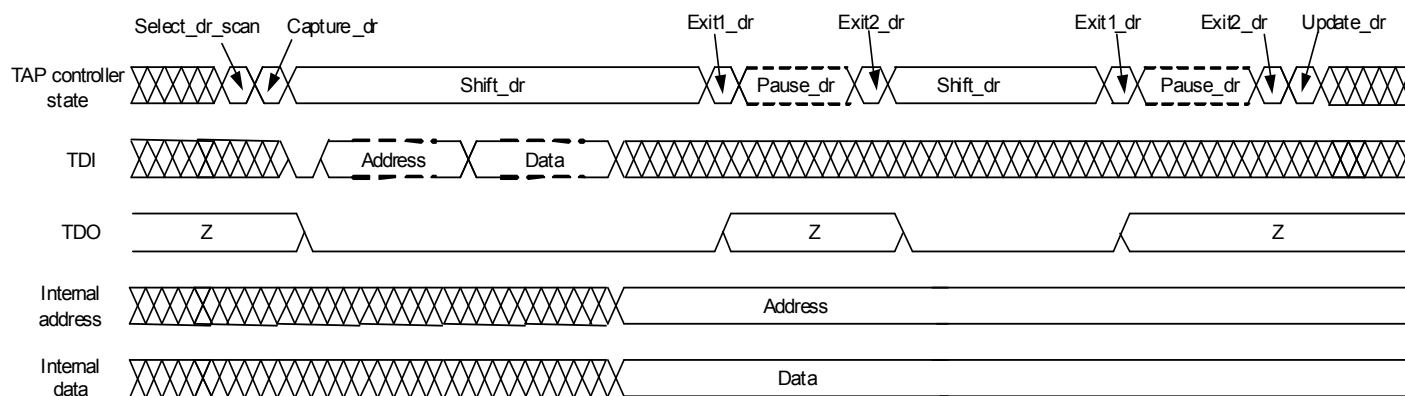 Select_dr_scan Capture_dr Exit1_dr Exit2_dr Exit1_dr Exit2_dr Update_dr
TAP controller
state
Shift_dr Pause_dr Shift_dr Pause_dr
TDI Address Data
TDO Z Z Z
Internal
address
Address
Internal
data
Data